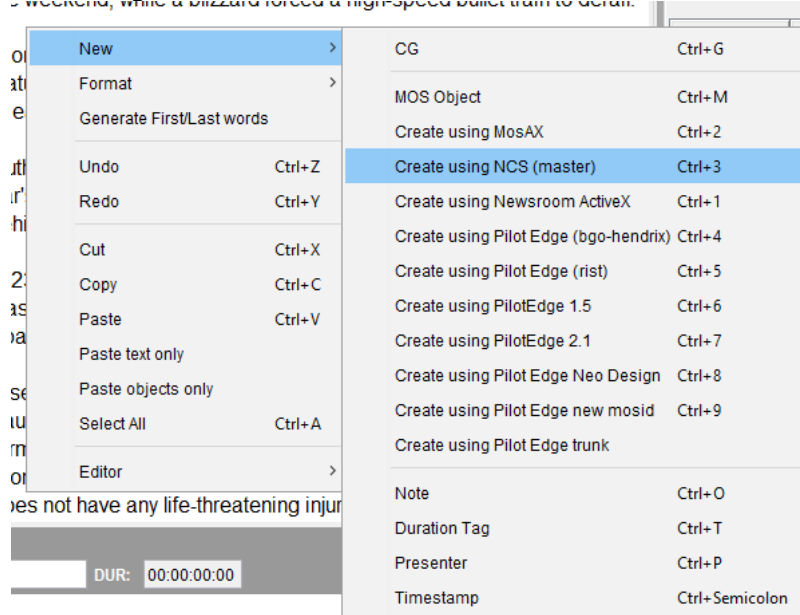 weekend, while a blizzard forced a high-speed bullet train to derail.
New
Format
Generate First/Last words
Undo Ctrl+Z
Redo Ctrl+Y
Cut Ctrl+X
Copy Ctrl+C
Paste Ctrl+V
Paste text only
Paste objects only
Select All Ctrl+A
Editor
CG Ctrl+G
MOS Object Ctrl+M
Create using MosAX Ctrl+2
Create using NCS (master) Ctrl+3
Create using Newsroom ActiveX Ctrl+1
Create using Pilot Edge (bgo-hendrix) Ctrl+4
Create using Pilot Edge (rist) Ctrl+5
Create using PilotEdge 1.5 Ctrl+6
Create using PilotEdge 2.1 Ctrl+7
Create using Pilot Edge Neo Design Ctrl+8
Create using Pilot Edge new mosid Ctrl+9
Create using Pilot Edge trunk
Note Ctrl+O
Duration Tag Ctrl+T
Presenter Ctrl+P
Timestamp Ctrl+Semicolon
not have any life-threatening
DUR: 00:00:00:00